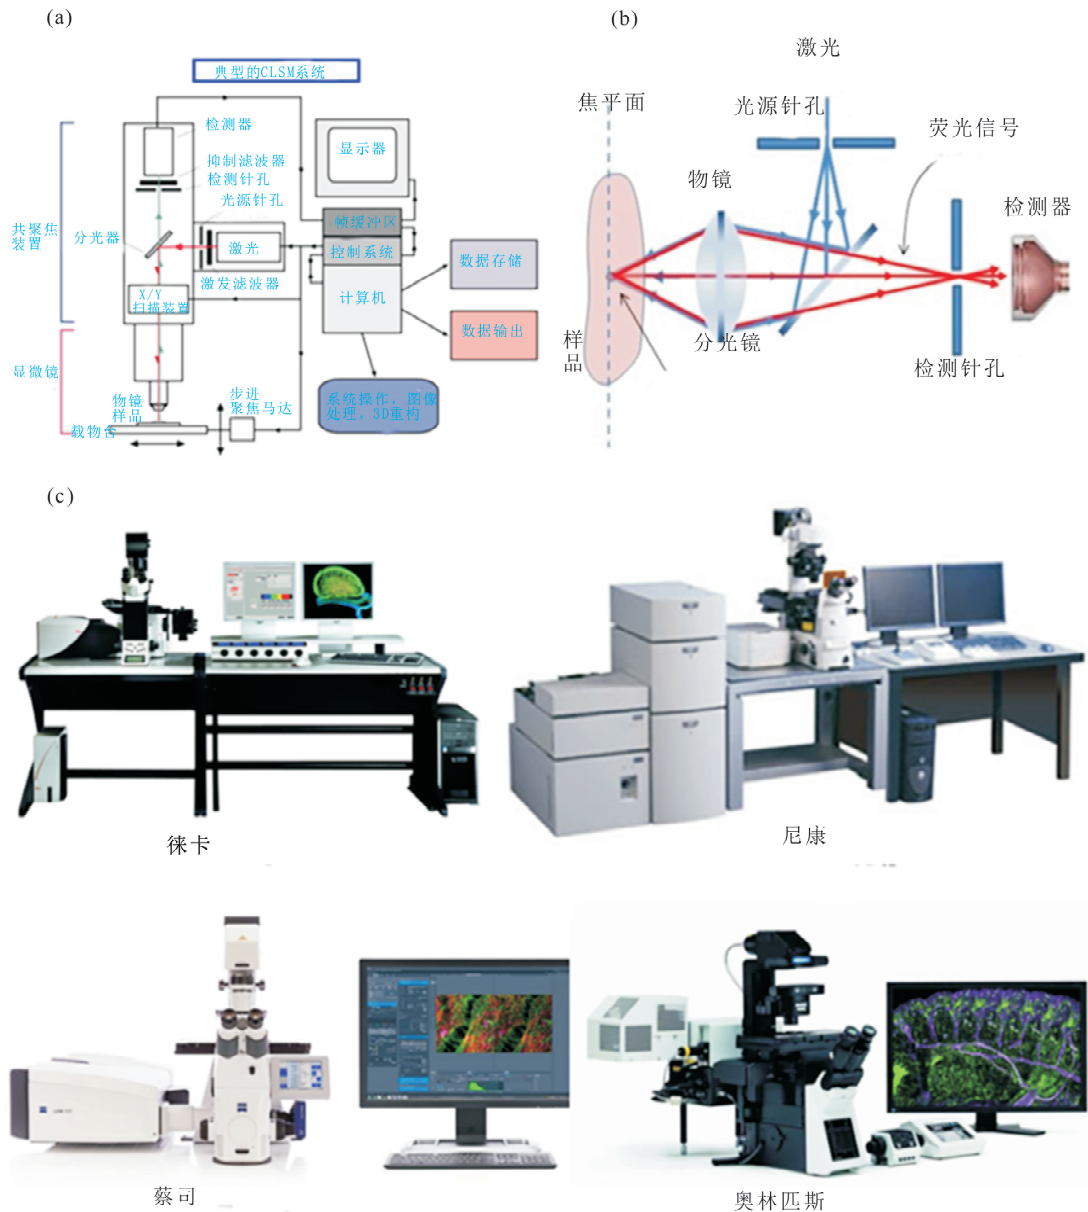 (a)
典型的CLSM系统
检测器
抑制滤波器
检测针孔
光源针孔
共聚焦
装置
分光器
激光
激发滤波器
X/Y
扫描装置
显微镜
物镜
样品
载物台
步进
聚焦马达
显示器
帧缓冲区
控制系统
计算机
数据存储
数据输出
系统操作，图像
处理，3D重构
(b)
激光
焦平面
光源针孔
荧光信号
物镜
检测器
样品
分光镜
检测针孔
(c)
徕卡
尼康
蔡司
奥林匹斯